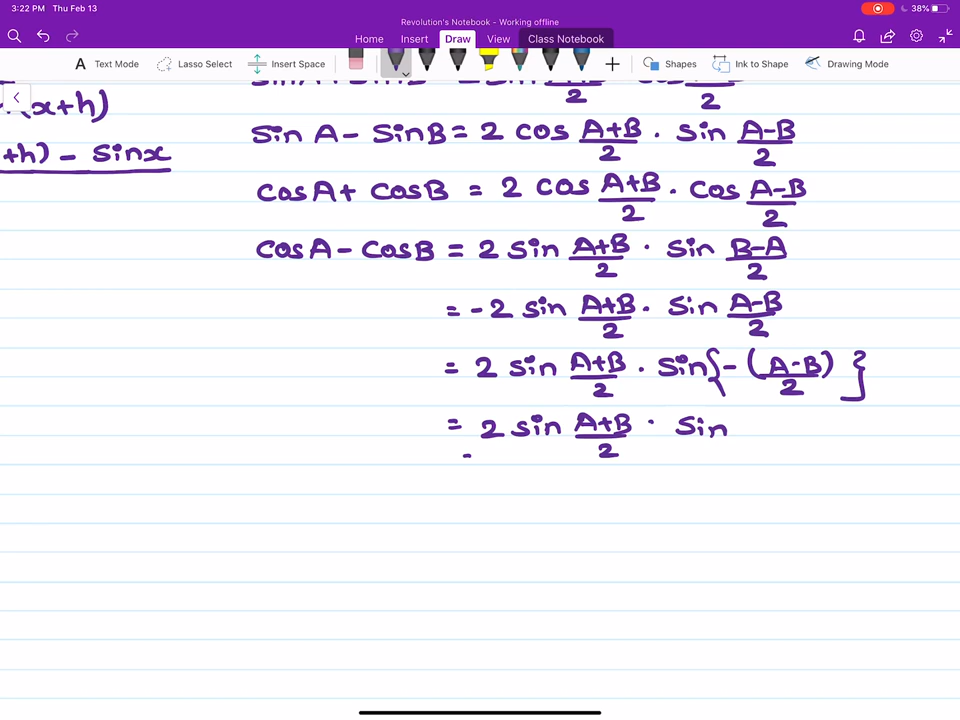 3:22 PM Thu Feb 13
38%
Revolution's Notebook - Working offline
Home Insert Draw View Class Notebook
A Text Mode Lasso Select Insert Space Shapes Ink to Shape Drawing Mode
2 2
(x+h)
Sin A - Sin B = 2 cos (A+B)/2 . sin (A-B)/2
+h) - sinx
cos A + cos B = 2 cos (A+B)/2 . cos (A-B)/2
cos A - cos B = 2 sin (A+B)/2 . sin (B-A)/2
= -2 sin (A+B)/2 . sin (A-B)/2
= 2 sin (A+B)/2 . sin { - (A-B)/2 }
= 2 sin (A+B)/2 . sin